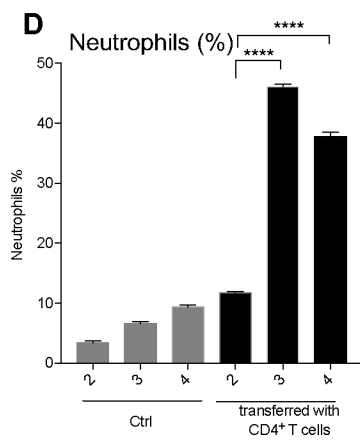 D
Neutrophils (%)
****
****
Neutrophils %
50
40
30
20
10
0
2 3 4 2 3 4
Ctrl transferred with
CD4⁺ T cells